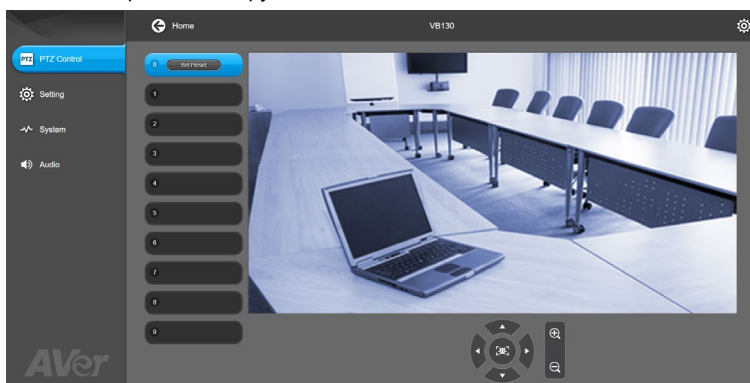 Home
VB130
PTZ PTZ Control
Setting
System
Audio
0 Set Preset
1
2
3
4
5
6
7
8
9
AVer